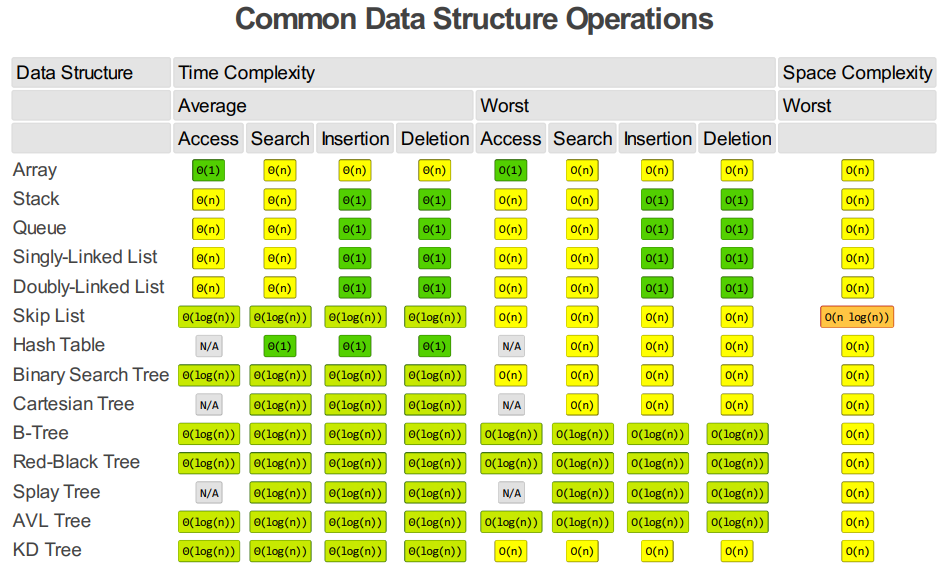 Common Data Structure Operations
Data Structure Time Complexity Space Complexity
Average Worst Worst
Access Search Insertion Deletion Access Search Insertion Deletion
Array Θ(1) Θ(n) Θ(n) Θ(n) O(1) O(n) O(n) O(n) O(n)
Stack Θ(n) Θ(n) Θ(1) Θ(1) O(n) O(n) O(1) O(1) O(n)
Queue Θ(n) Θ(n) Θ(1) Θ(1) O(n) O(n) O(1) O(1) O(n)
Singly-Linked List Θ(n) Θ(n) Θ(1) Θ(1) O(n) O(n) O(1) O(1) O(n)
Doubly-Linked List Θ(n) Θ(n) Θ(1) Θ(1) O(n) O(n) O(1) O(1) O(n)
Skip List Θ(log(n)) Θ(log(n)) Θ(log(n)) Θ(log(n)) O(n) O(n) O(n) O(n) O(n log(n))
Hash Table N/A Θ(1) Θ(1) Θ(1) N/A O(n) O(n) O(n) O(n)
Binary Search Tree Θ(log(n)) Θ(log(n)) Θ(log(n)) Θ(log(n)) O(n) O(n) O(n) O(n) O(n)
Cartesian Tree N/A Θ(log(n)) Θ(log(n)) Θ(log(n)) N/A O(n) O(n) O(n) O(n)
B-Tree Θ(log(n)) Θ(log(n)) Θ(log(n)) Θ(log(n)) O(log(n)) O(log(n)) O(log(n)) O(log(n)) O(n)
Red-Black Tree Θ(log(n)) Θ(log(n)) Θ(log(n)) Θ(log(n)) O(log(n)) O(log(n)) O(log(n)) O(log(n)) O(n)
Splay Tree N/A Θ(log(n)) Θ(log(n)) Θ(log(n)) N/A O(log(n)) O(log(n)) O(log(n)) O(n)
AVL Tree Θ(log(n)) Θ(log(n)) Θ(log(n)) Θ(log(n)) O(log(n)) O(log(n)) O(log(n)) O(log(n)) O(n)
KD Tree Θ(log(n)) Θ(log(n)) Θ(log(n)) Θ(log(n)) O(n) O(n) O(n) O(n) O(n)